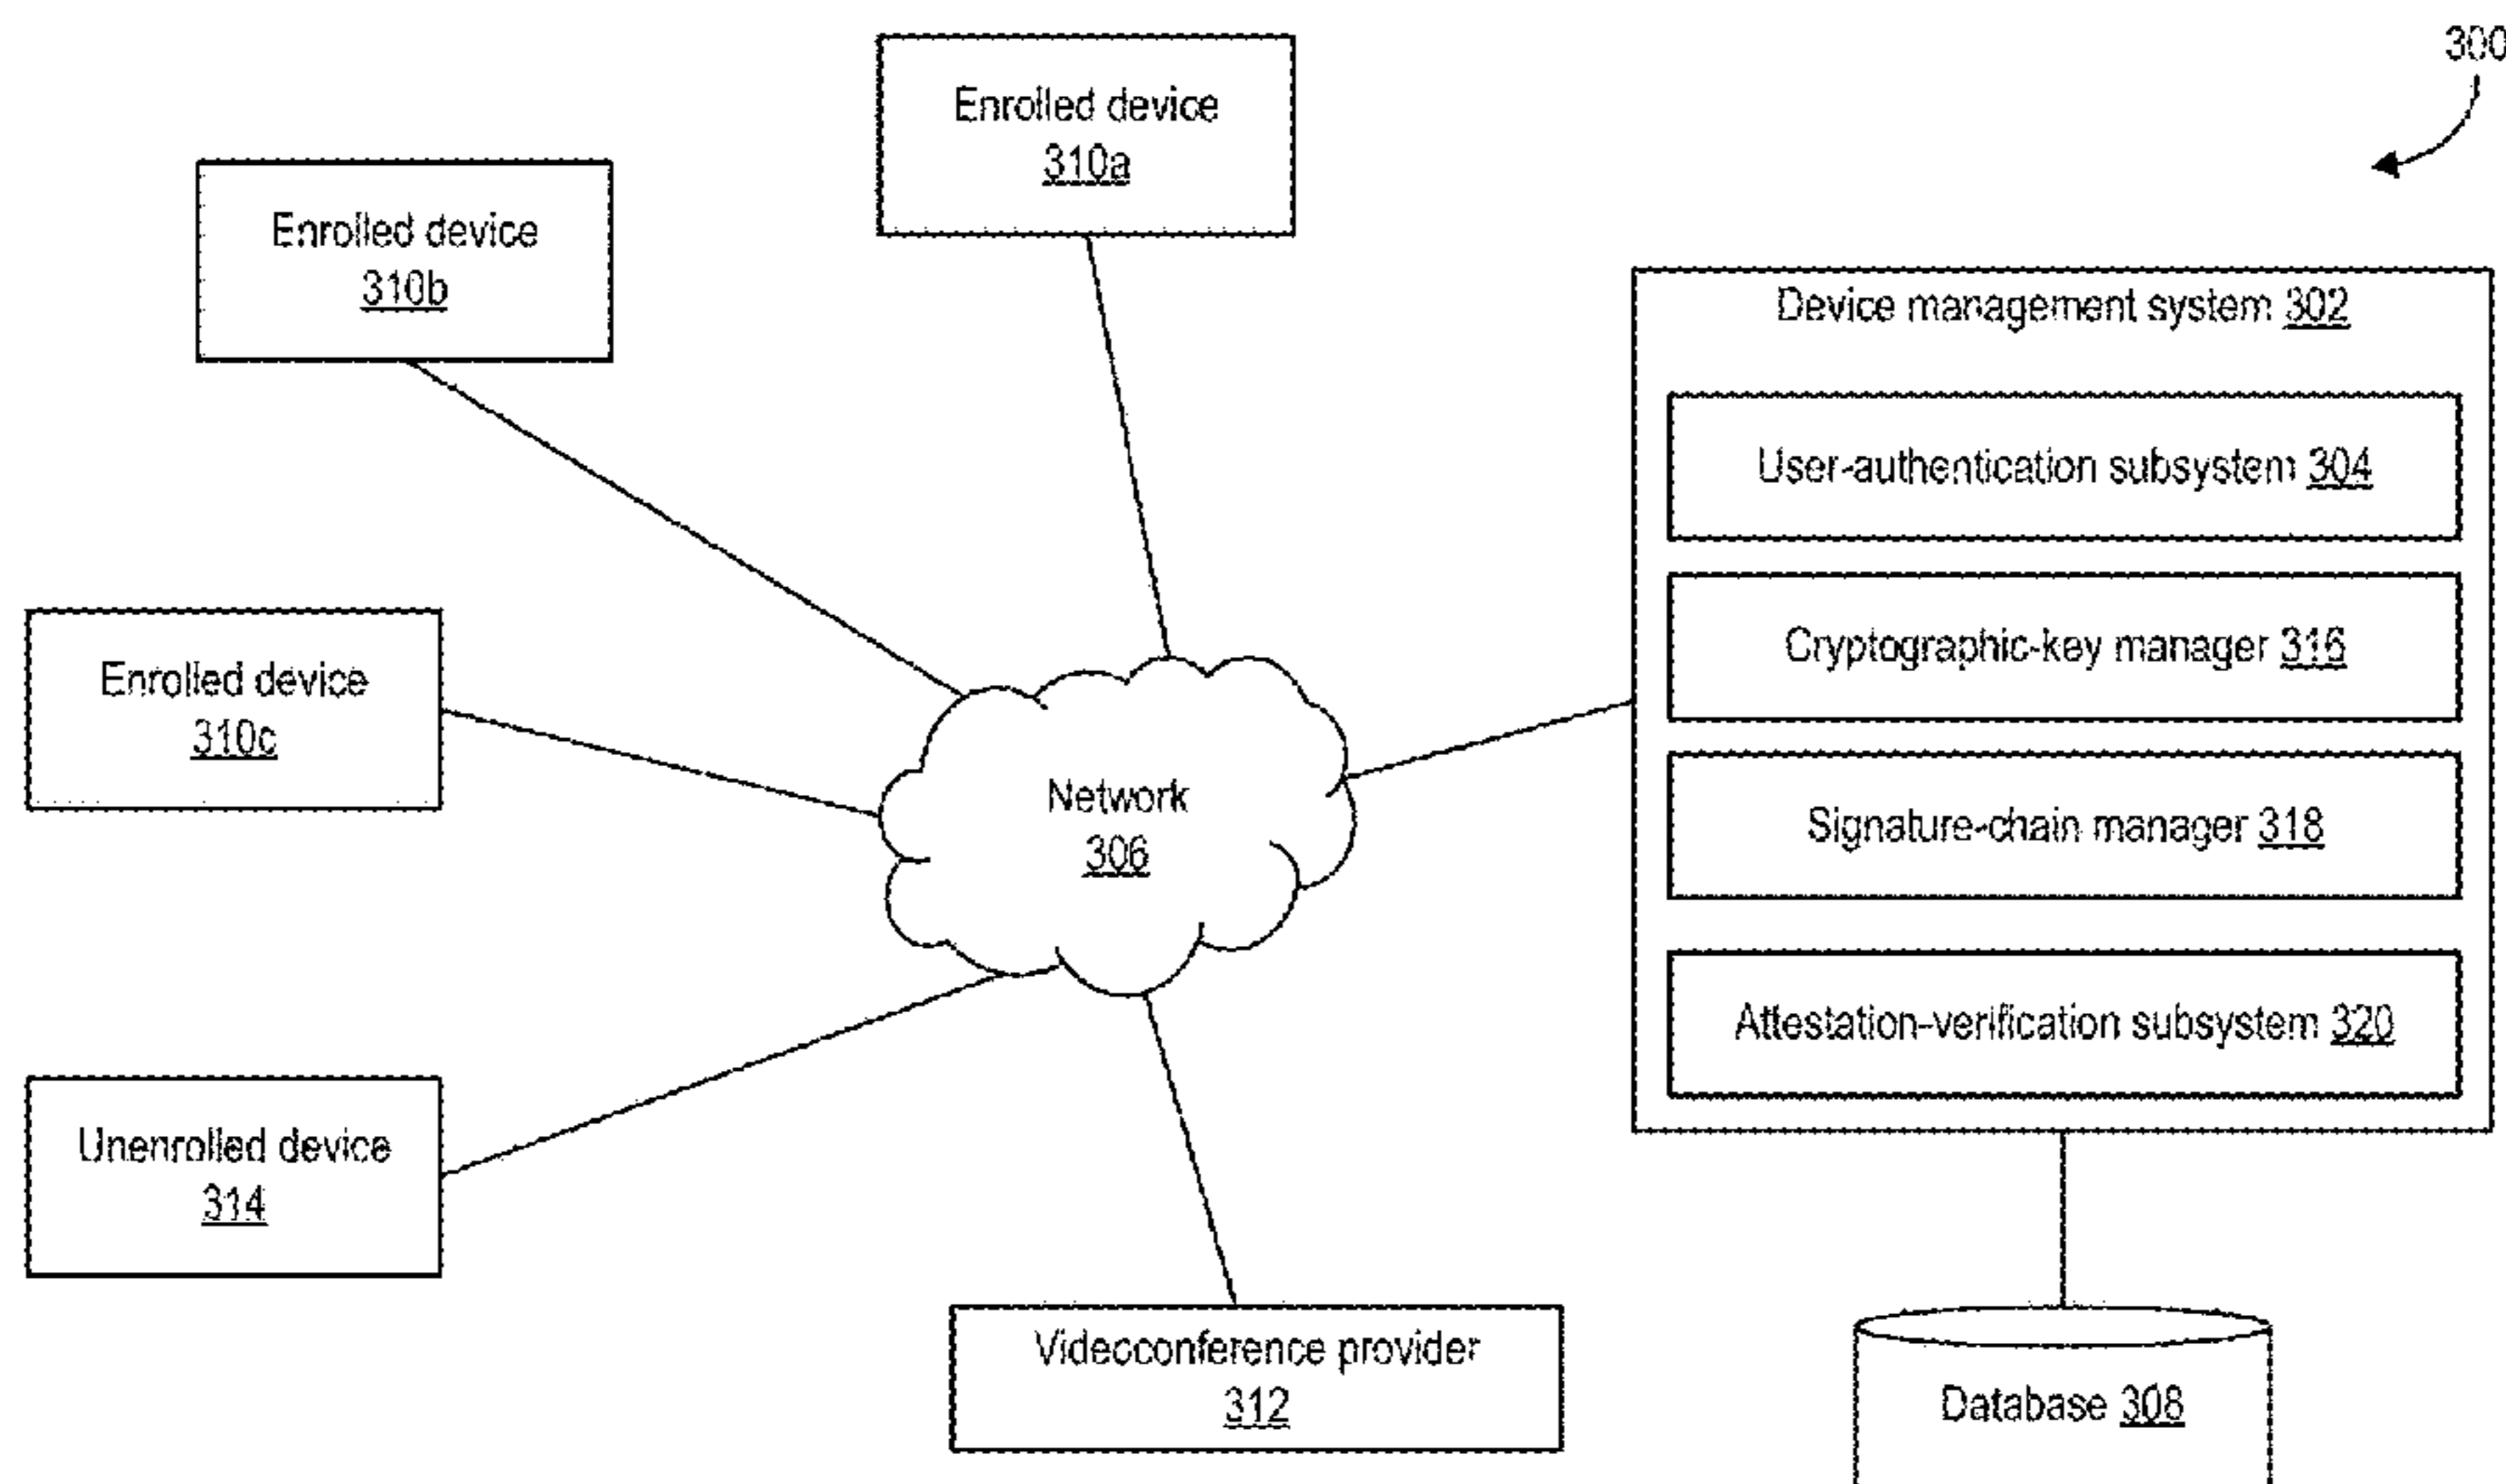 300
Enrolled device
310a
Enrolled device
310b
Device management system 302
User-authentication subsystem 304
Cryptographic-key manager 316
Enrolled device
310c
Signature-chain manager 318
Network
306
Attestation-verification subsystem 320
Unenrolled device
314
Videoconference provider
312
Database 308